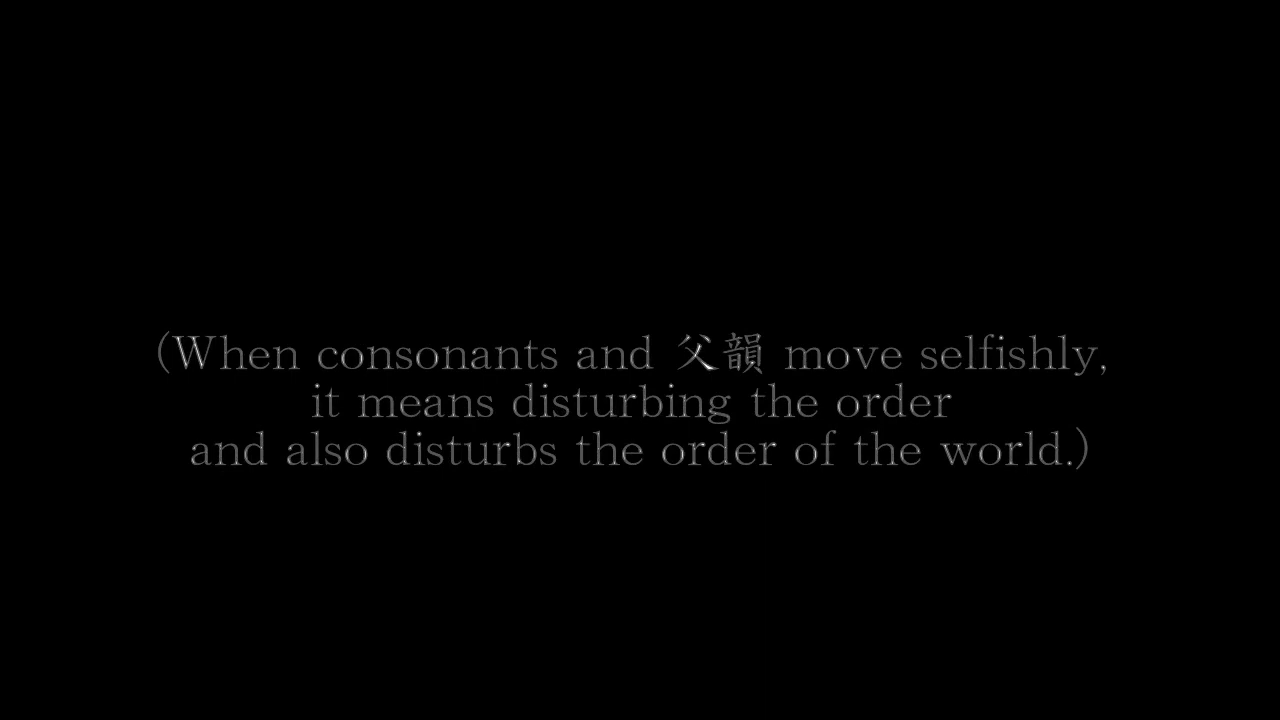 (When consonants and 父韻 move selfishly,
it means disturbing the order
and also disturbs the order of the world.)